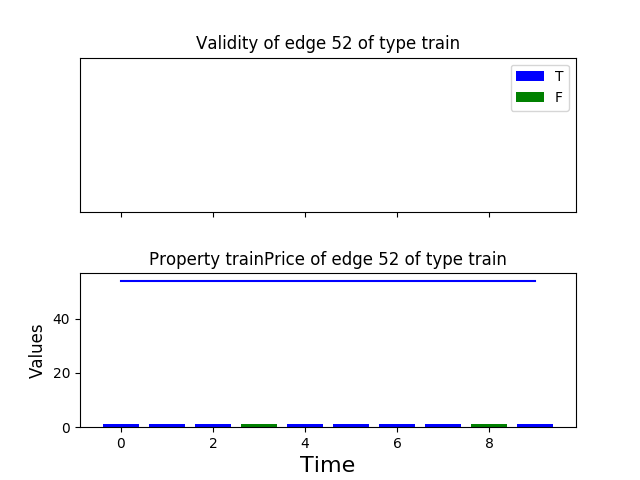 Validity of edge 52 of type train
T
F
Property trainPrice of edge 52 of type train
40
20
0
Values
0 2 4 6 8
Time